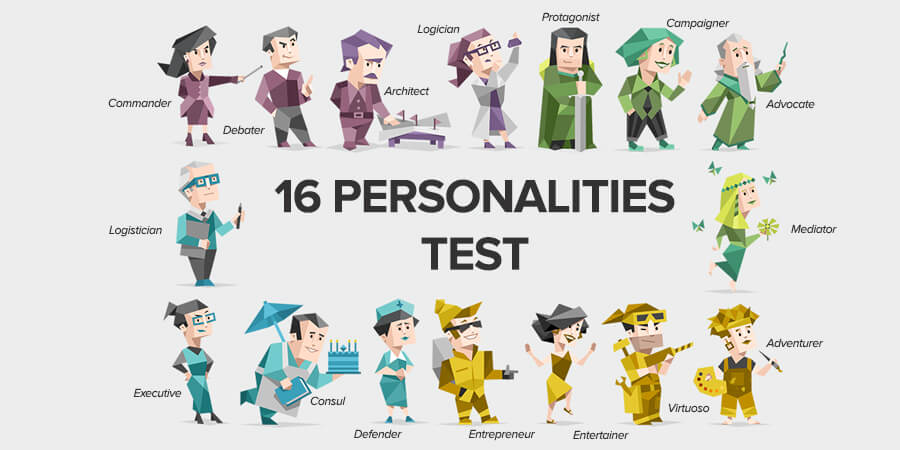 Protagonist
Campaigner
Logician
Commander
Debater
Architect
Advocate
16 PERSONALITIES
TEST
Logistician
Mediator
Executive
Consul
Defender
Entrepreneur
Entertainer
Virtuoso
Adventurer